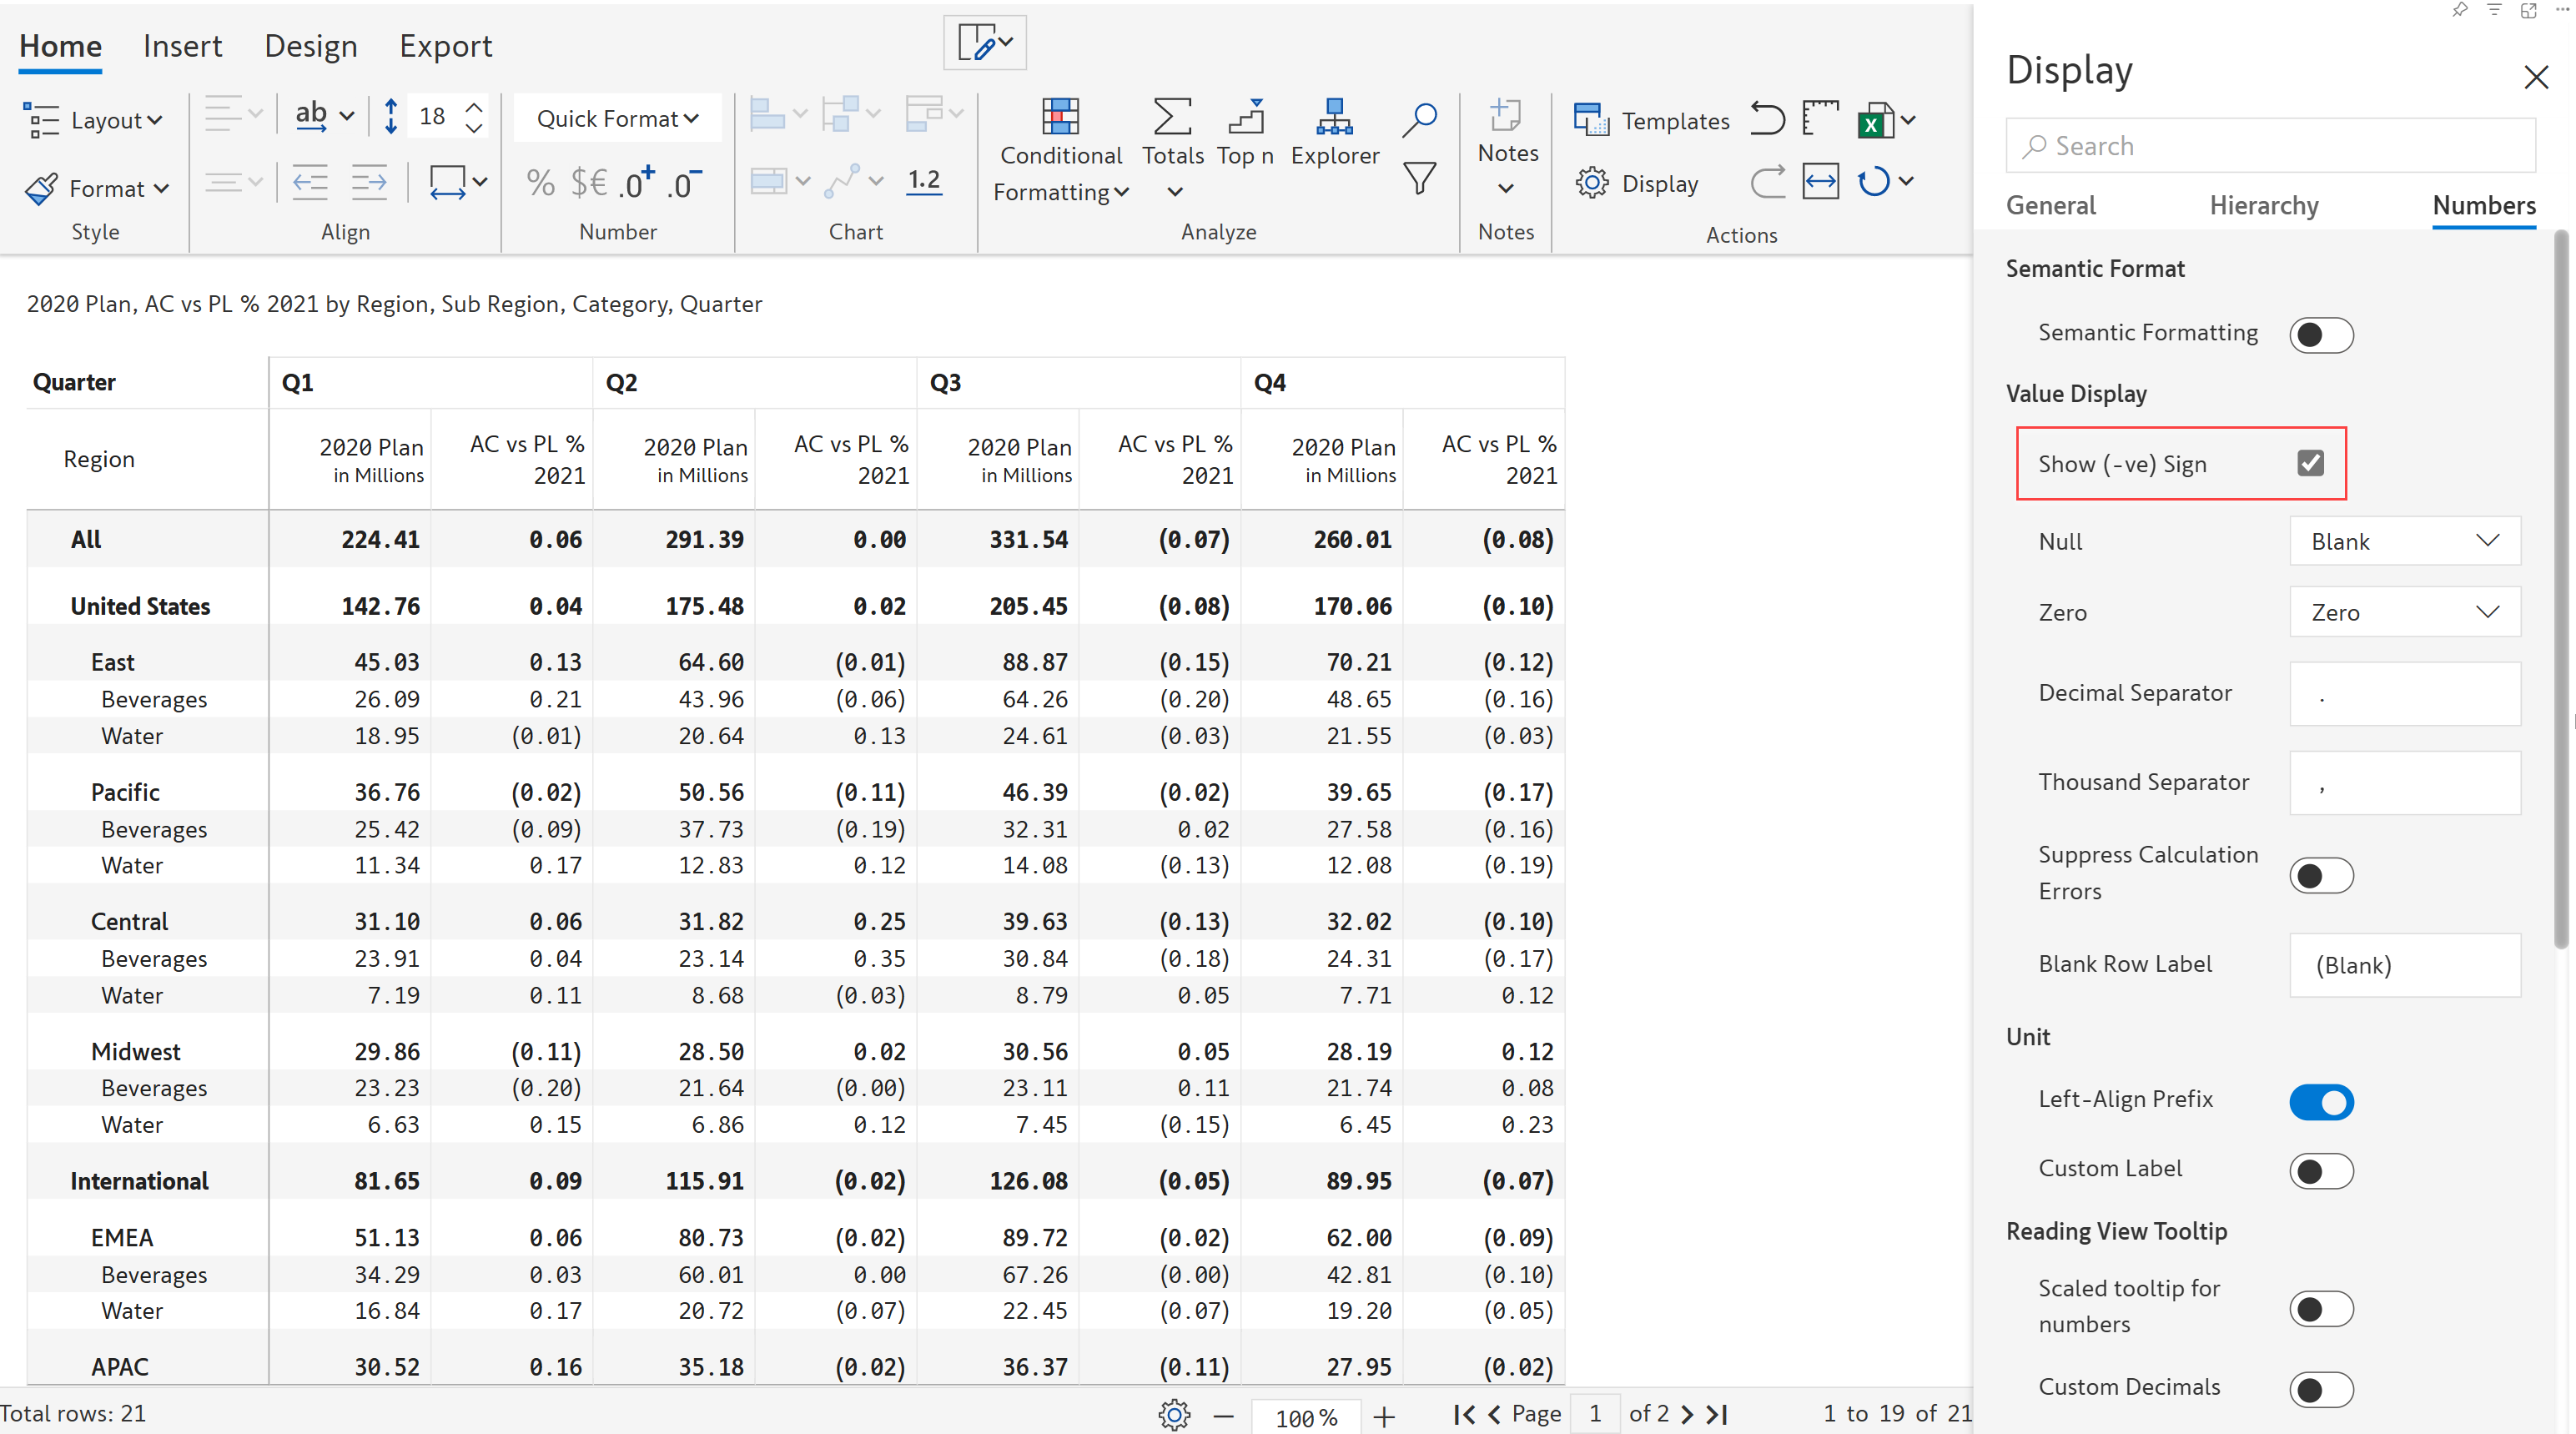 Home Insert Design Export
Layout ab 18 Quick Format Conditional Formatting Totals Top n Explorer Notes Templates X
Format % $€ .0+ .0− 1.2 Display
Style Align Number Chart Analyze Notes Actions
2020 Plan, AC vs PL % 2021 by Region, Sub Region, Category, Quarter
Quarter Q1 Q2 Q3 Q4
Region 2020 Plan in Millions AC vs PL % 2021 2020 Plan in Millions AC vs PL % 2021 2020 Plan in Millions AC vs PL % 2021 2020 Plan in Millions AC vs PL % 2021
All 224.41 0.06 291.39 0.00 331.54 (0.07) 260.01 (0.08)
United States 142.76 0.04 175.48 0.02 205.45 (0.08) 170.06 (0.10)
East 45.03 0.13 64.60 (0.01) 88.87 (0.15) 70.21 (0.12)
Beverages 26.09 0.21 43.96 (0.06) 64.26 (0.20) 48.65 (0.16)
Water 18.95 (0.01) 20.64 0.13 24.61 (0.03) 21.55 (0.03)
Pacific 36.76 (0.02) 50.56 (0.11) 46.39 (0.02) 39.65 (0.17)
Beverages 25.42 (0.09) 37.73 (0.19) 32.31 0.02 27.58 (0.16)
Water 11.34 0.17 12.83 0.12 14.08 (0.13) 12.08 (0.19)
Central 31.10 0.06 31.82 0.25 39.63 (0.13) 32.02 (0.10)
Beverages 23.91 0.04 23.14 0.35 30.84 (0.18) 24.31 (0.17)
Water 7.19 0.11 8.68 (0.03) 8.79 0.05 7.71 0.12
Midwest 29.86 (0.11) 28.50 0.02 30.56 0.05 28.19 0.12
Beverages 23.23 (0.20) 21.64 (0.00) 23.11 0.11 21.74 0.08
Water 6.63 0.15 6.86 0.12 7.45 (0.15) 6.45 0.23
International 81.65 0.09 115.91 (0.02) 126.08 (0.05) 89.95 (0.07)
EMEA 51.13 0.06 80.73 (0.02) 89.72 (0.02) 62.00 (0.09)
Beverages 34.29 0.03 60.01 0.00 67.26 (0.00) 42.81 (0.10)
Water 16.84 0.17 20.72 (0.07) 22.45 (0.07) 19.20 (0.05)
APAC 30.52 0.16 35.18 (0.02) 36.37 (0.11) 27.95 (0.02)
Total rows: 21 100 % Page 1 of 2 1 to 19 of 21
Display
Search
General Hierarchy Numbers
Semantic Format
Semantic Formatting
Value Display
Show (-ve) Sign
Null Blank
Zero Zero
Decimal Separator .
Thousand Separator ,
Suppress Calculation
Errors
Blank Row Label (Blank)
Unit
Left-Align Prefix
Custom Label
Reading View Tooltip
Scaled tooltip for
numbers
Custom Decimals